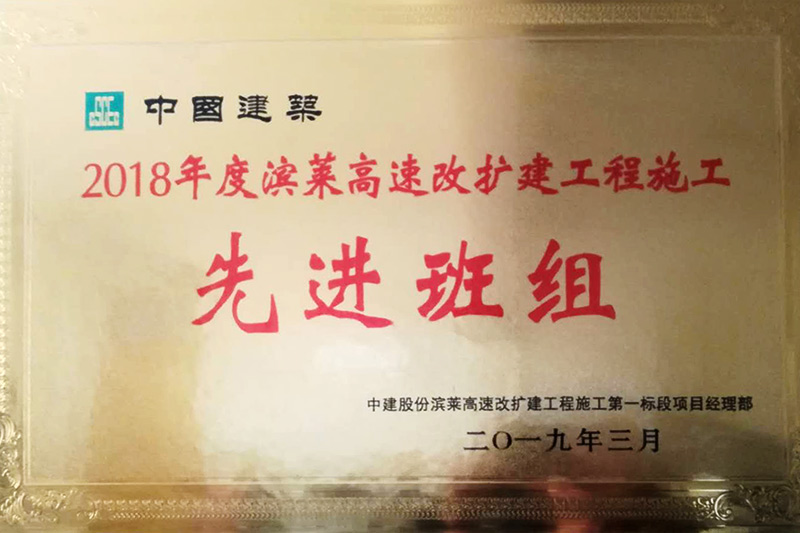 CSCEC 中國建築
2018年度滨莱高速改扩建工程施工
先进班组
中建股份滨莱高速改扩建工程施工第一标段项目经理部
二〇一九年三月